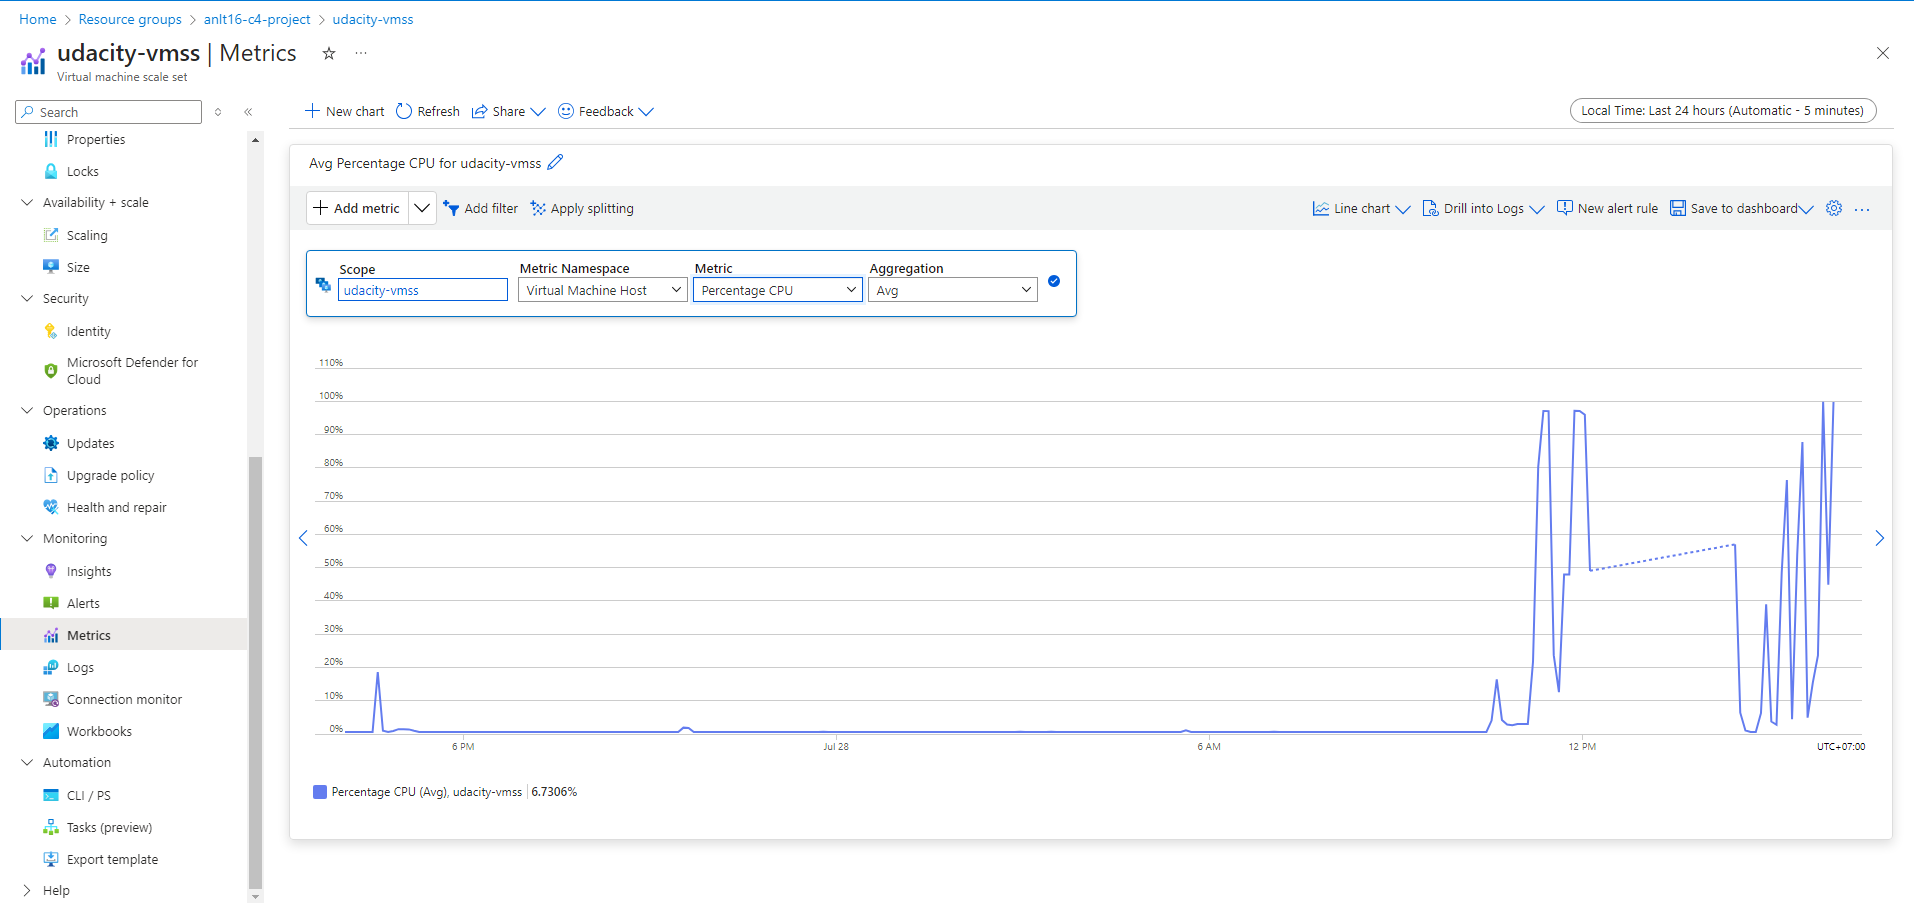 Home > Resource groups > anlt16-c4-project > udacity-vmss
udacity-vmss | Metrics
Virtual machine scale set
Search
Properties
Locks
Availability + scale
Scaling
Size
Security
Identity
Microsoft Defender for
Cloud
Operations
Updates
Upgrade policy
Health and repair
Monitoring
Insights
Alerts
Metrics
Logs
Connection monitor
Workbooks
Automation
CLI / PS
Tasks (preview)
Export template
Help
New chart Refresh Share Feedback
Local Time: Last 24 hours (Automatic - 5 minutes)
Avg Percentage CPU for udacity-vmss
Add metric Add filter Apply splitting
Line chart Drill into Logs New alert rule Save to dashboard
Scope Metric Namespace Metric Aggregation
udacity-vmss Virtual Machine Host Percentage CPU Avg
110%
100%
90%
80%
70%
60%
50%
40%
30%
20%
10%
0%
6 PM Jul 28 6 AM 12 PM UTC+07:00
Percentage CPU (Avg), udacity-vmss | 6.7306%